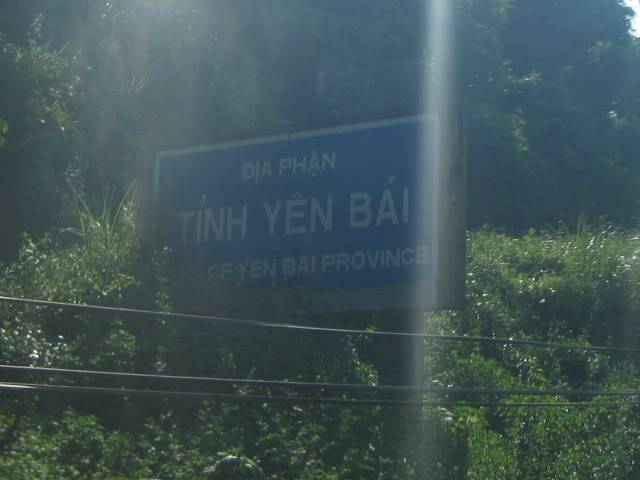 ĐỊA PHẬN
TỈNH YÊN BÁI
OF YEN BAI PROVINCE